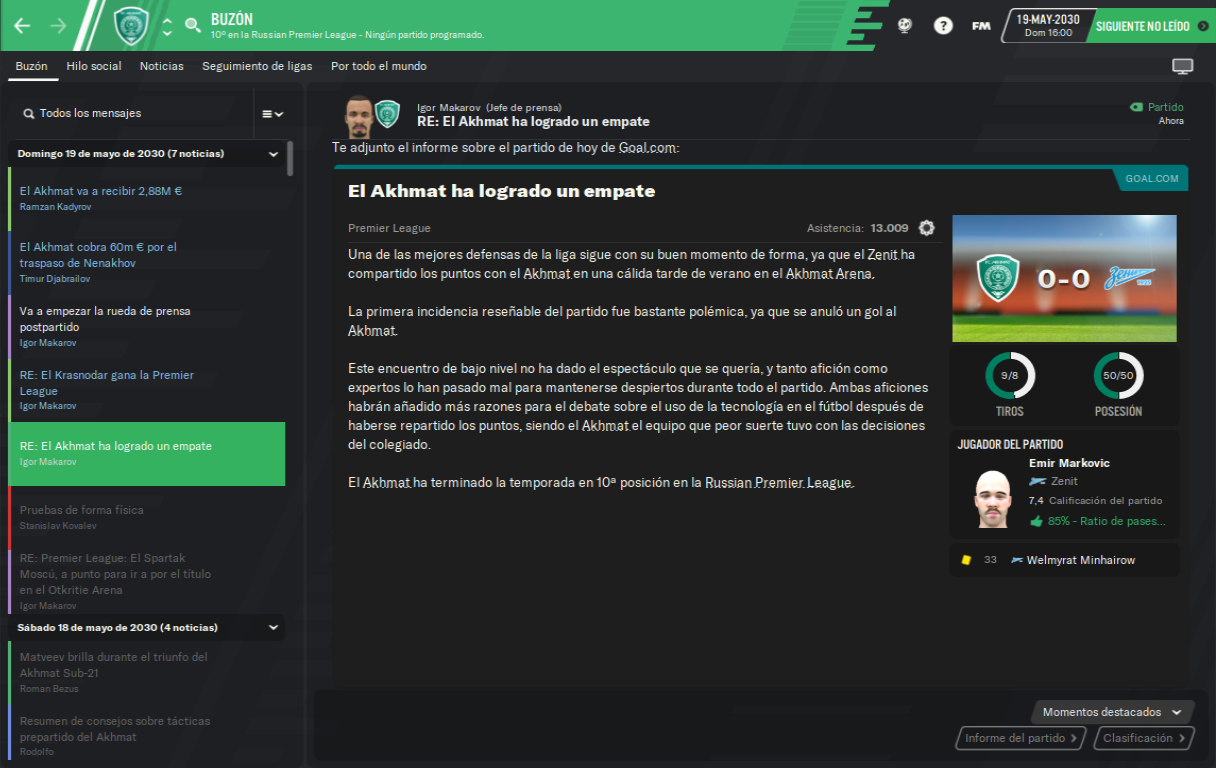 BUZÓN
10º en la Russian Premier League - Ningún partido programado.
FM
19-MAY-2030
Dom 16:00
SIGUIENTE NO LEÍDO
Buzón
Hilo social
Noticias
Seguimiento de ligas
Por todo el mundo
Todos los mensajes
Domingo 19 de mayo de 2030 (7 noticias)
El Akhmat va a recibir 2,88M €
Ramzan Kadyrov
El Akhmat cobra 60m € por el
traspaso de Nenakhov
Timur Djabrailov
Va a empezar la rueda de prensa
postpartido
Igor Makarov
RE: El Krasnodar gana la Premier
League
Igor Makarov
RE: El Akhmat ha logrado un empate
Igor Makarov
Pruebas de forma física
Stanislav Kovalev
RE: Premier League: El Spartak
Moscú, a punto para ir a por el título
en el Otkritie Arena
Igor Makarov
Sábado 18 de mayo de 2030 (4 noticias)
Matveev brilla durante el triunfo del
Akhmat Sub-21
Roman Bezus
Resumen de consejos sobre tácticas
prepartido del Akhmat
Rodolfo
Igor Makarov (Jefe de prensa)
RE: El Akhmat ha logrado un empate
Partido
Ahora
Te adjunto el informe sobre el partido de hoy de Goal.com:
GOAL.COM
El Akhmat ha logrado un empate
Premier League
Asistencia: 13.009
Una de las mejores defensas de la liga sigue con su buen momento de forma, ya que el Zenit ha
compartido los puntos con el Akhmat en una cálida tarde de verano en el Akhmat Arena.
La primera incidencia reseñable del partido fue bastante polémica, ya que se anuló un gol al
Akhmat.
Este encuentro de bajo nivel no ha dado el espectáculo que se quería, y tanto afición como
expertos lo han pasado mal para mantenerse despiertos durante todo el partido. Ambas aficiones
habrán añadido más razones para el debate sobre el uso de la tecnología en el fútbol después de
haberse repartido los puntos, siendo el Akhmat el equipo que peor suerte tuvo con las decisiones
del colegiado.
El Akhmat ha terminado la temporada en 10ª posición en la Russian Premier League.
0-0
9/8
TIROS
50/50
POSESIÓN
JUGADOR DEL PARTIDO
Emir Markovic
Zenit
7,4 Calificación del partido
85% - Ratio de pases...
33 Welmyrat Minhairow
Momentos destacados
Informe del partido
Clasificación